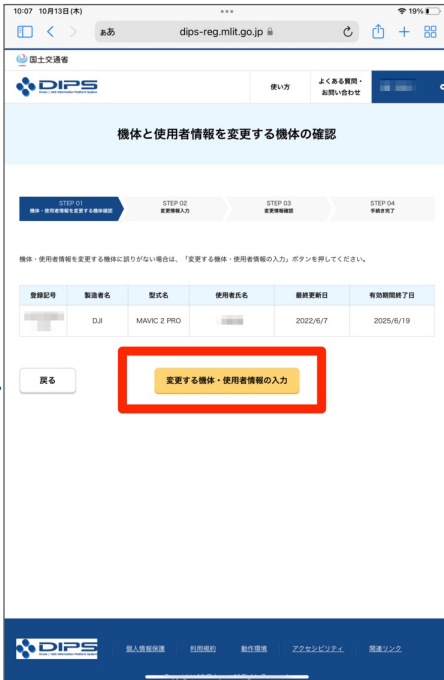 10:07 10月13日(木)
19%
ああ
dips-reg.mlit.go.jp
国土交通省
DIPS
使い方
よくある質問・
お問い合わせ
機体と使用者情報を変更する機体の確認
STEP 01
機体・使用者情報を変更する機体確認
STEP 02
変更情報入力
STEP 03
変更情報確認
STEP 04
手続き完了
機体・使用者情報を変更する機体に誤りがない場合は、「変更する機体・使用者情報の入力」ボタンを押してください。
登録記号 製造者名 型式名 使用者氏名 最終更新日 有効期間終了日
DJI MAVIC 2 PRO 2022/6/7 2025/6/19
戻る
変更する機体・使用者情報の入力
DIPS
個人情報保護 利用規約 動作環境 アクセシビリティ 関連リンク